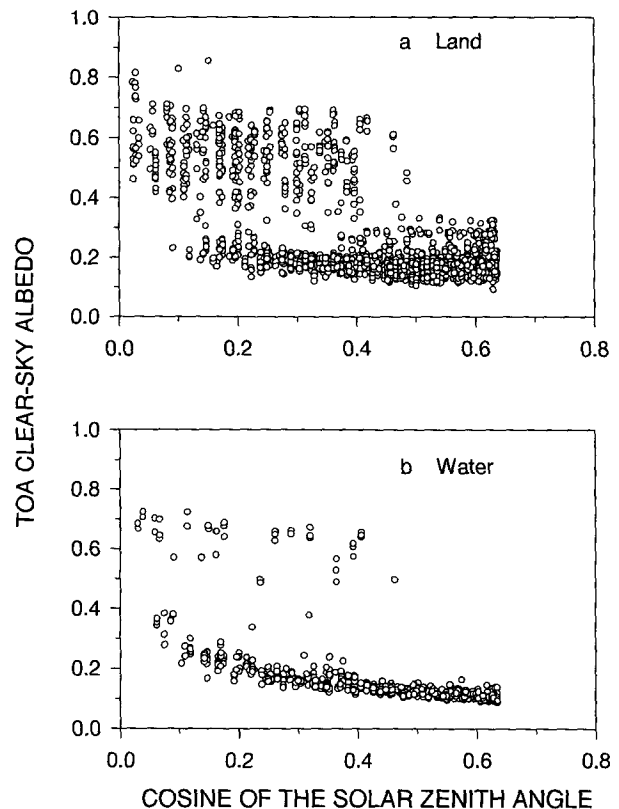 a Land
1.0
0.8
0.6
0.4
0.2
0.0
0.0 0.2 0.4 0.6 0.8
TOA CLEAR-SKY ALBEDO
b Water
1.0
0.8
0.6
0.4
0.2
0.0
0.0 0.2 0.4 0.6 0.8
COSINE OF THE SOLAR ZENITH ANGLE